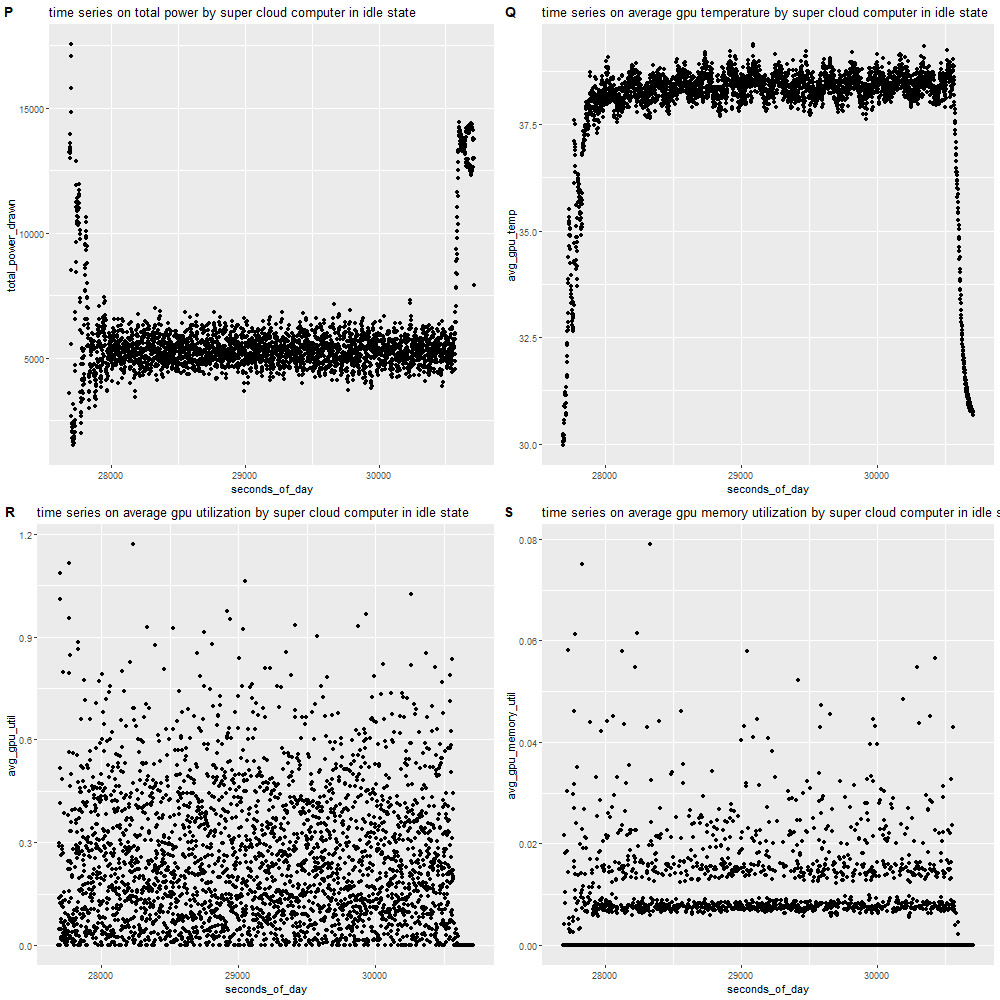 P time series on total power by super cloud computer in idle state
15000
10000
5000
total_power_drawn
28000 29000 30000
seconds_of_day
Q time series on average gpu temperature by super cloud computer in idle state
37.5
35.0
32.5
30.0
avg_gpu_temp
28000 29000 30000
seconds_of_day
R time series on average gpu utilization by super cloud computer in idle state
1.2
0.9
0.6
0.3
0.0
avg_gpu_util
28000 29000 30000
seconds_of_day
S time series on average gpu memory utilization by super cloud computer in idle s
0.08
0.06
0.04
0.02
0.00
avg_gpu_memory_util
28000 29000 30000
seconds_of_day